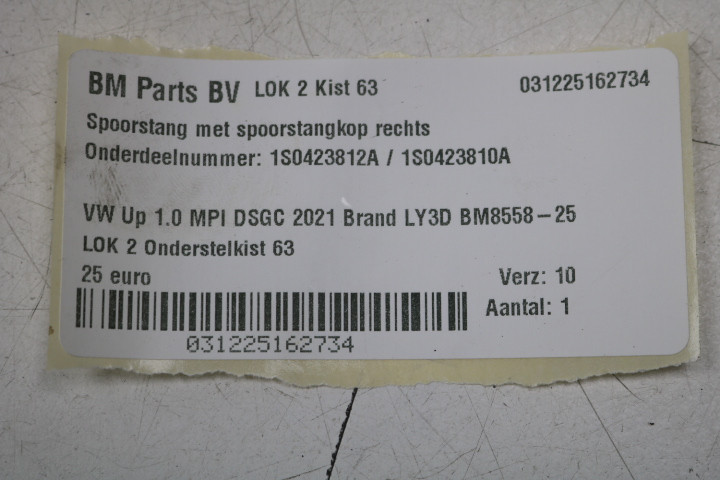 BM Parts BV LOK 2 Kist 63 031225162734
Spoorstang met spoorstangkop rechts
Onderdeelnummer: 1S0423812A / 1S0423810A
VW Up 1.0 MPI DSGC 2021 Brand LY3D BM8558-25
LOK 2 Onderstelkist 63
25 euro Verz: 10
Aantal: 1
031225162734